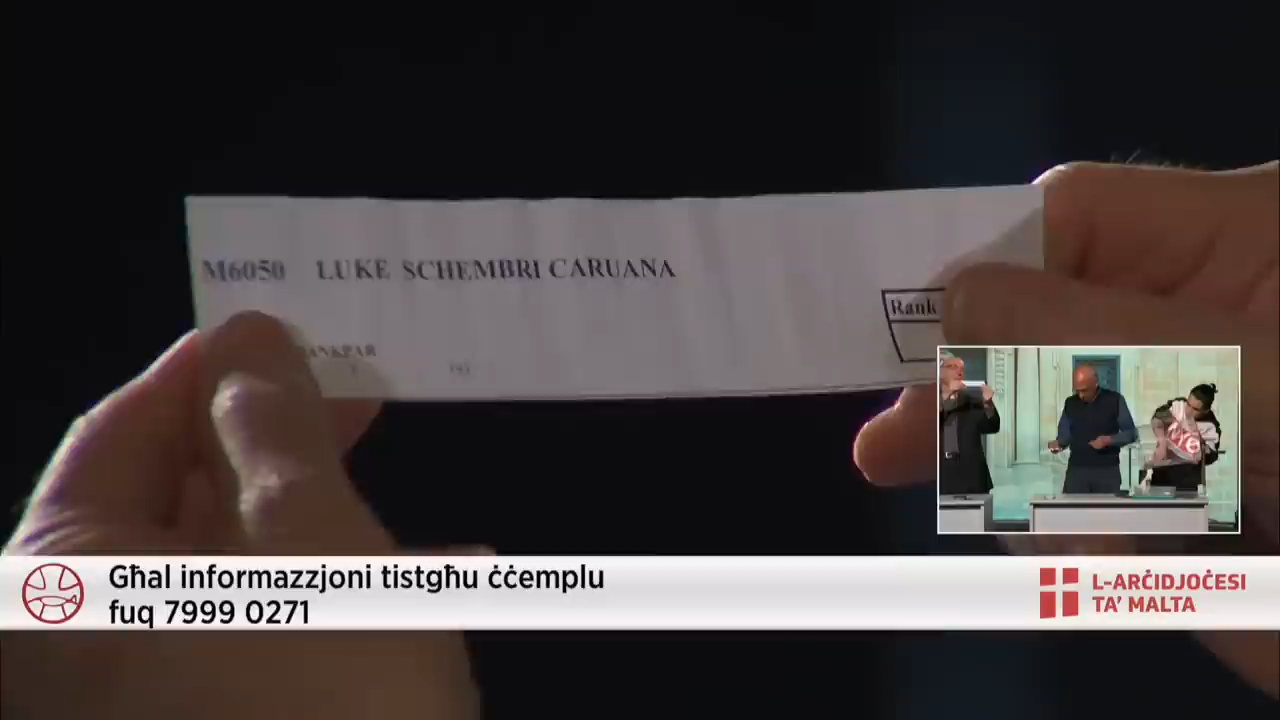 M6050 LUKE SCHEMBRI CARUANA
Rank
Għal informazzjoni tistgħu ċċemplu
fuq 7999 0271
L-ARĊIDJOĊESI
TA' MALTA